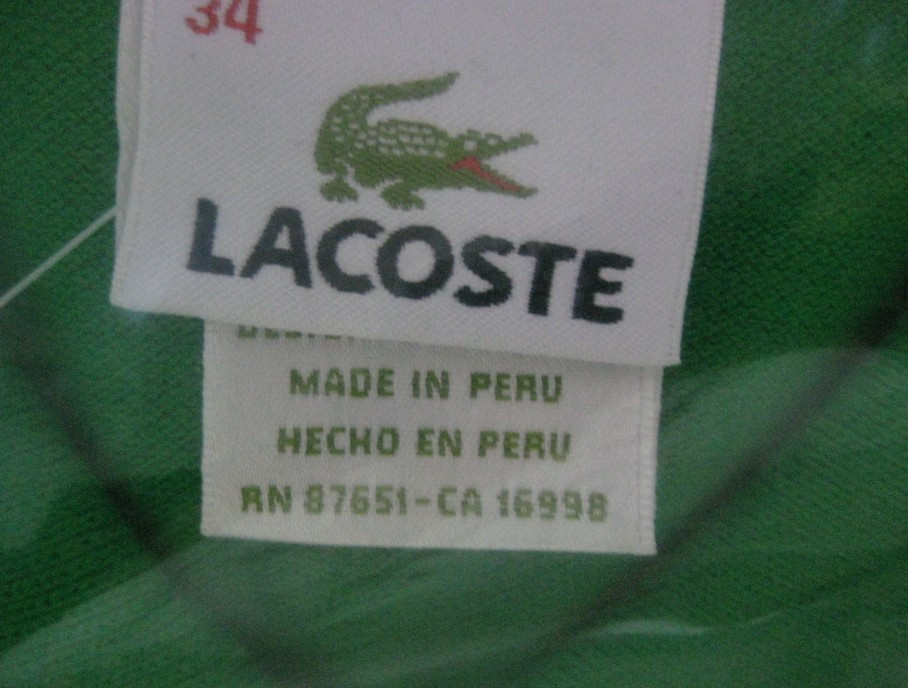 34
LACOSTE
MADE IN PERU
HECHO EN PERU
RN 87651-CA 16998